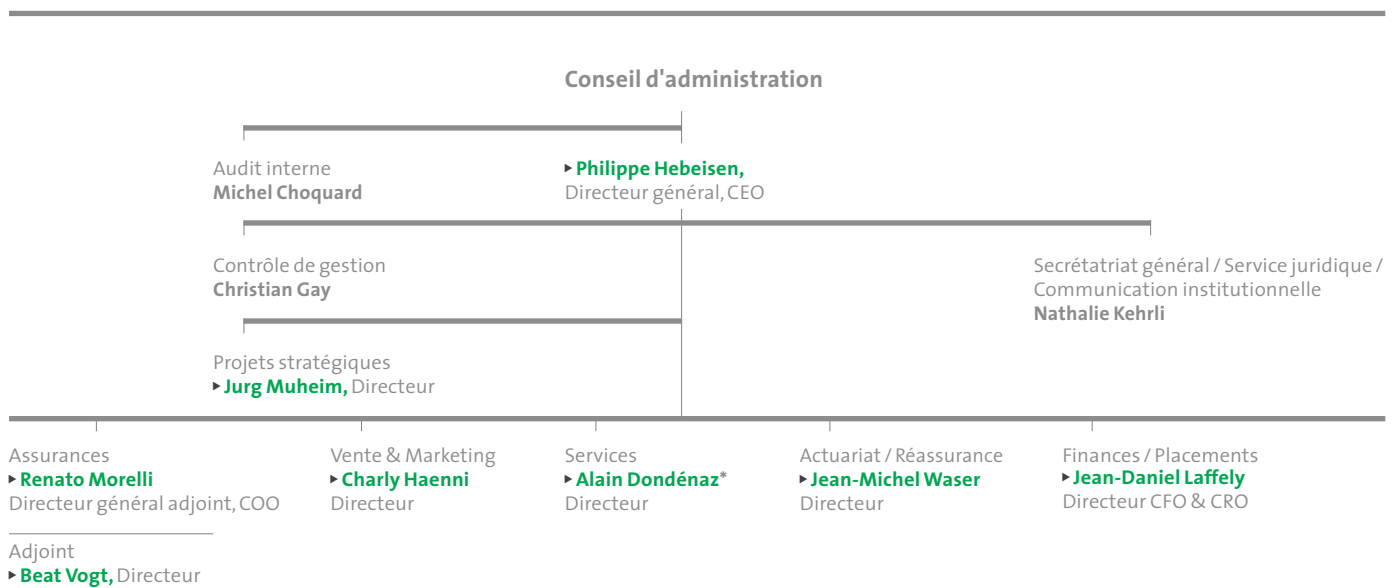 Conseil d'administration
Audit interne
Michel Choquard
▸ Philippe Hebeisen,
Directeur général, CEO
Contrôle de gestion
Christian Gay
Secrétatriat général / Service juridique /
Communication institutionnelle
Nathalie Kehrli
Projets stratégiques
▸ Jurg Muheim, Directeur
Assurances
▸ Renato Morelli
Directeur général adjoint, COO
Adjoint
▸ Beat Vogt, Directeur
Vente & Marketing
▸ Charly Haenni
Directeur
Services
▸ Alain Dondénaz*
Directeur
Actuariat / Réassurance
▸ Jean-Michel Waser
Directeur
Finances / Placements
▸ Jean-Daniel Laffely
Directeur CFO & CRO